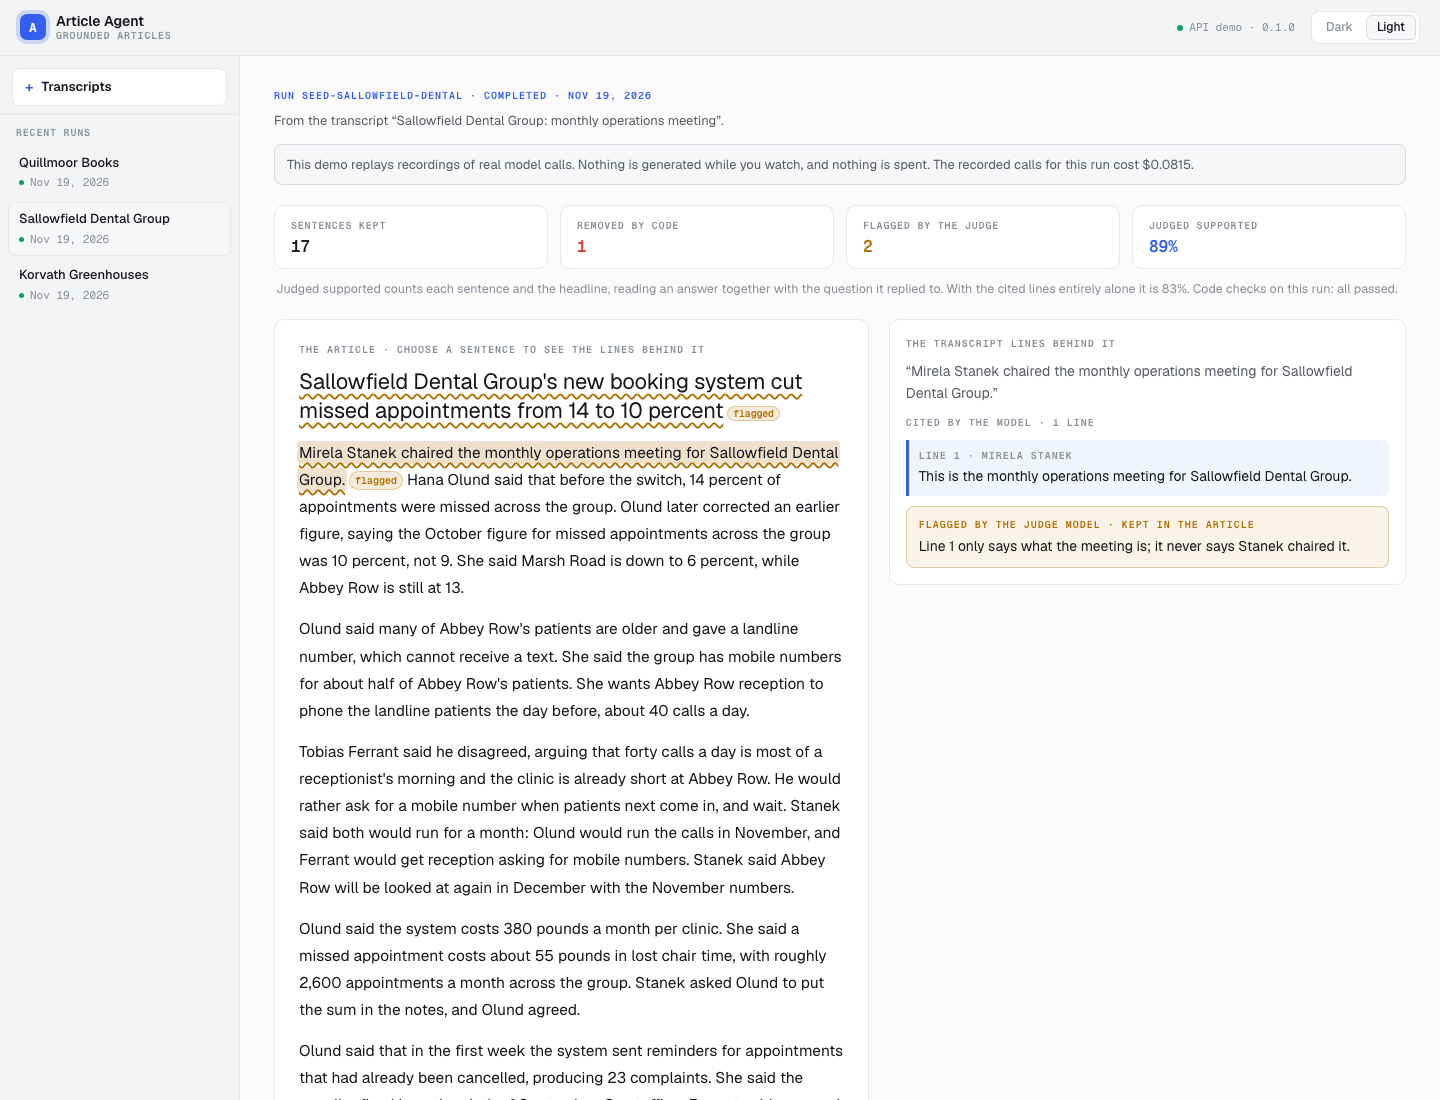 A
Article Agent
GROUNDED ARTICLES
API demo · 0.1.0
Dark
Light
+ Transcripts
RECENT RUNS
Quillmoor Books
Nov 19, 2026
Sallowfield Dental Group
Nov 19, 2026
Korvath Greenhouses
Nov 19, 2026
RUN SEED-SALLOWFIELD-DENTAL · COMPLETED · NOV 19, 2026
From the transcript “Sallowfield Dental Group: monthly operations meeting”.
This demo replays recordings of real model calls. Nothing is generated while you watch, and nothing is spent. The recorded calls for this run cost $0.0815.
SENTENCES KEPT
17
REMOVED BY CODE
1
FLAGGED BY THE JUDGE
2
JUDGED SUPPORTED
89%
Judged supported counts each sentence and the headline, reading an answer together with the question it replied to. With the cited lines entirely alone it is 83%. Code checks on this run: all passed.
THE ARTICLE · CHOOSE A SENTENCE TO SEE THE LINES BEHIND IT
Sallowfield Dental Group's new booking system cut
missed appointments from 14 to 10 percent flagged
Mirela Stanek chaired the monthly operations meeting for Sallowfield Dental
Group. flagged Hana Olund said that before the switch, 14 percent of
appointments were missed across the group. Olund later corrected an earlier
figure, saying the October figure for missed appointments across the group
was 10 percent, not 9. She said Marsh Road is down to 6 percent, while
Abbey Row is still at 13.
Olund said many of Abbey Row's patients are older and gave a landline
number, which cannot receive a text. She said the group has mobile numbers
for about half of Abbey Row's patients. She wants Abbey Row reception to
phone the landline patients the day before, about 40 calls a day.
Tobias Ferrant said he disagreed, arguing that forty calls a day is most of a
receptionist's morning and the clinic is already short at Abbey Row. He would
rather ask for a mobile number when patients next come in, and wait. Stanek
said both would run for a month: Olund would run the calls in November, and
Ferrant would get reception asking for mobile numbers. Stanek said Abbey
Row will be looked at again in December with the November numbers.
Olund said the system costs 380 pounds a month per clinic. She said a
missed appointment costs about 55 pounds in lost chair time, with roughly
2,600 appointments a month across the group. Stanek asked Olund to put
the sum in the notes, and Olund agreed.
Olund said that in the first week the system sent reminders for appointments
that had already been cancelled, producing 23 complaints. She said the
THE TRANSCRIPT LINES BEHIND IT
“Mirela Stanek chaired the monthly operations meeting for Sallowfield
Dental Group.”
CITED BY THE MODEL · 1 LINE
LINE 1 · MIRELA STANEK
This is the monthly operations meeting for Sallowfield Dental Group.
FLAGGED BY THE JUDGE MODEL · KEPT IN THE ARTICLE
Line 1 only says what the meeting is; it never says Stanek chaired it.